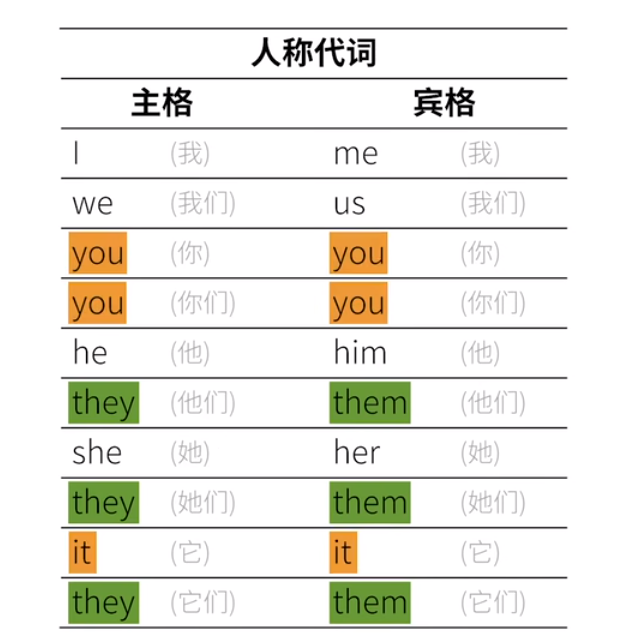 人称代词
主格 宾格
I (我) me (我)
we (我们) us (我们)
you (你) you (你)
you (你们) you (你们)
he (他) him (他)
they (他们) them (他们)
she (她) her (她)
they (她们) them (她们)
it (它) it (它)
they (它们) them (它们)